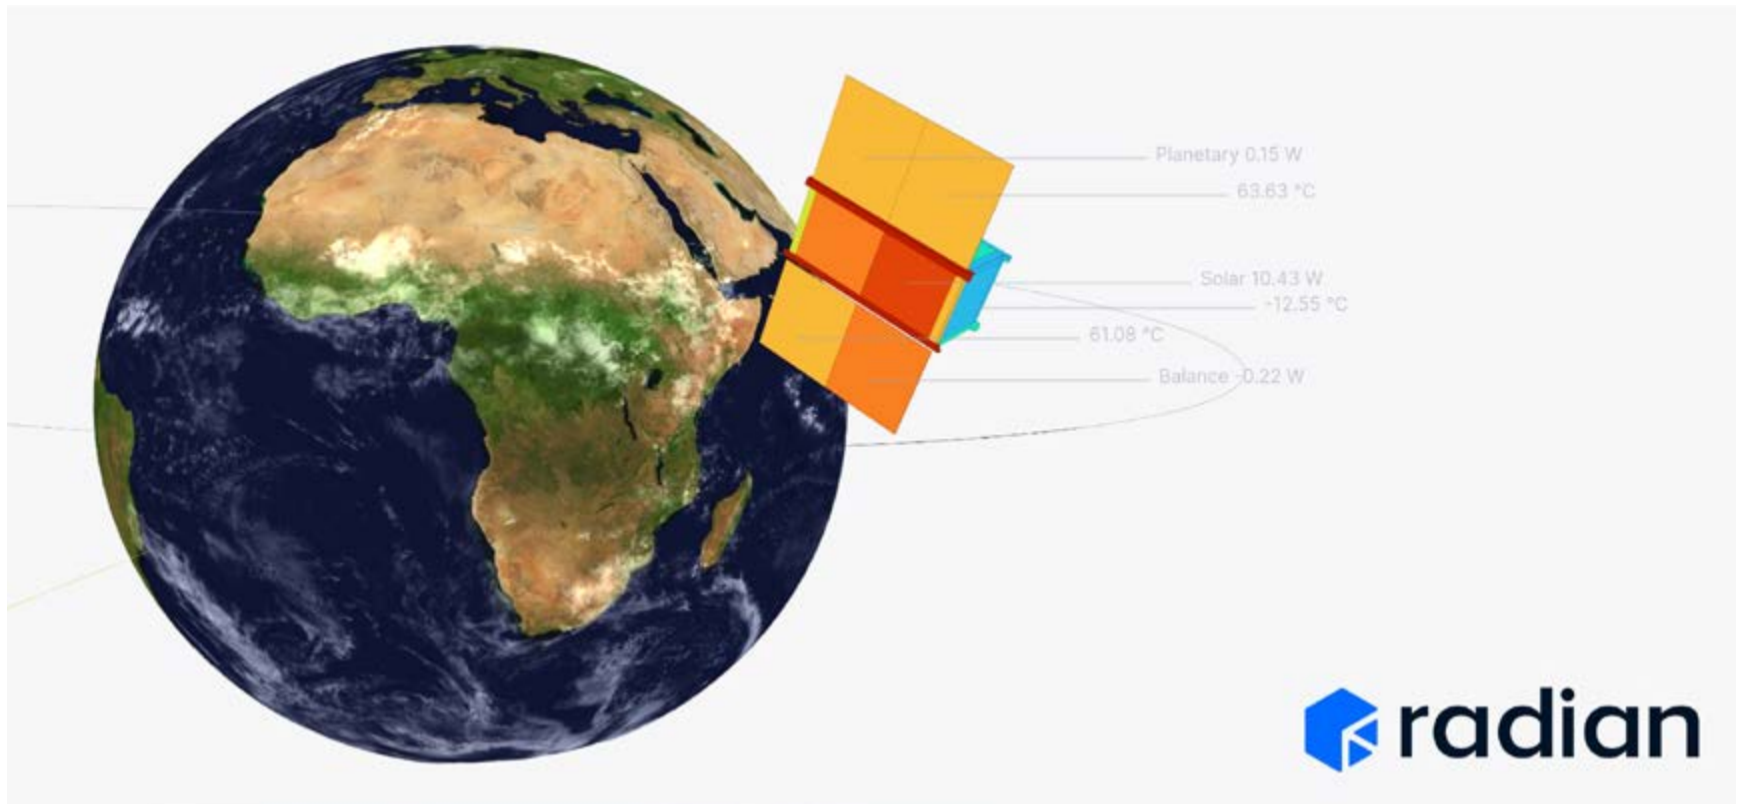 Planetary 0.15 W
63.63 °C
Solar 10.43 W
-12.55 °C
61.08 °C
Balance -0.22 W
radian